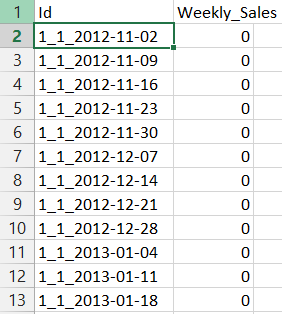 1 Id Weekly_Sales
2 1_1_2012-11-02 0
3 1_1_2012-11-09 0
4 1_1_2012-11-16 0
5 1_1_2012-11-23 0
6 1_1_2012-11-30 0
7 1_1_2012-12-07 0
8 1_1_2012-12-14 0
9 1_1_2012-12-21 0
10 1_1_2012-12-28 0
11 1_1_2013-01-04 0
12 1_1_2013-01-11 0
13 1_1_2013-01-18 0